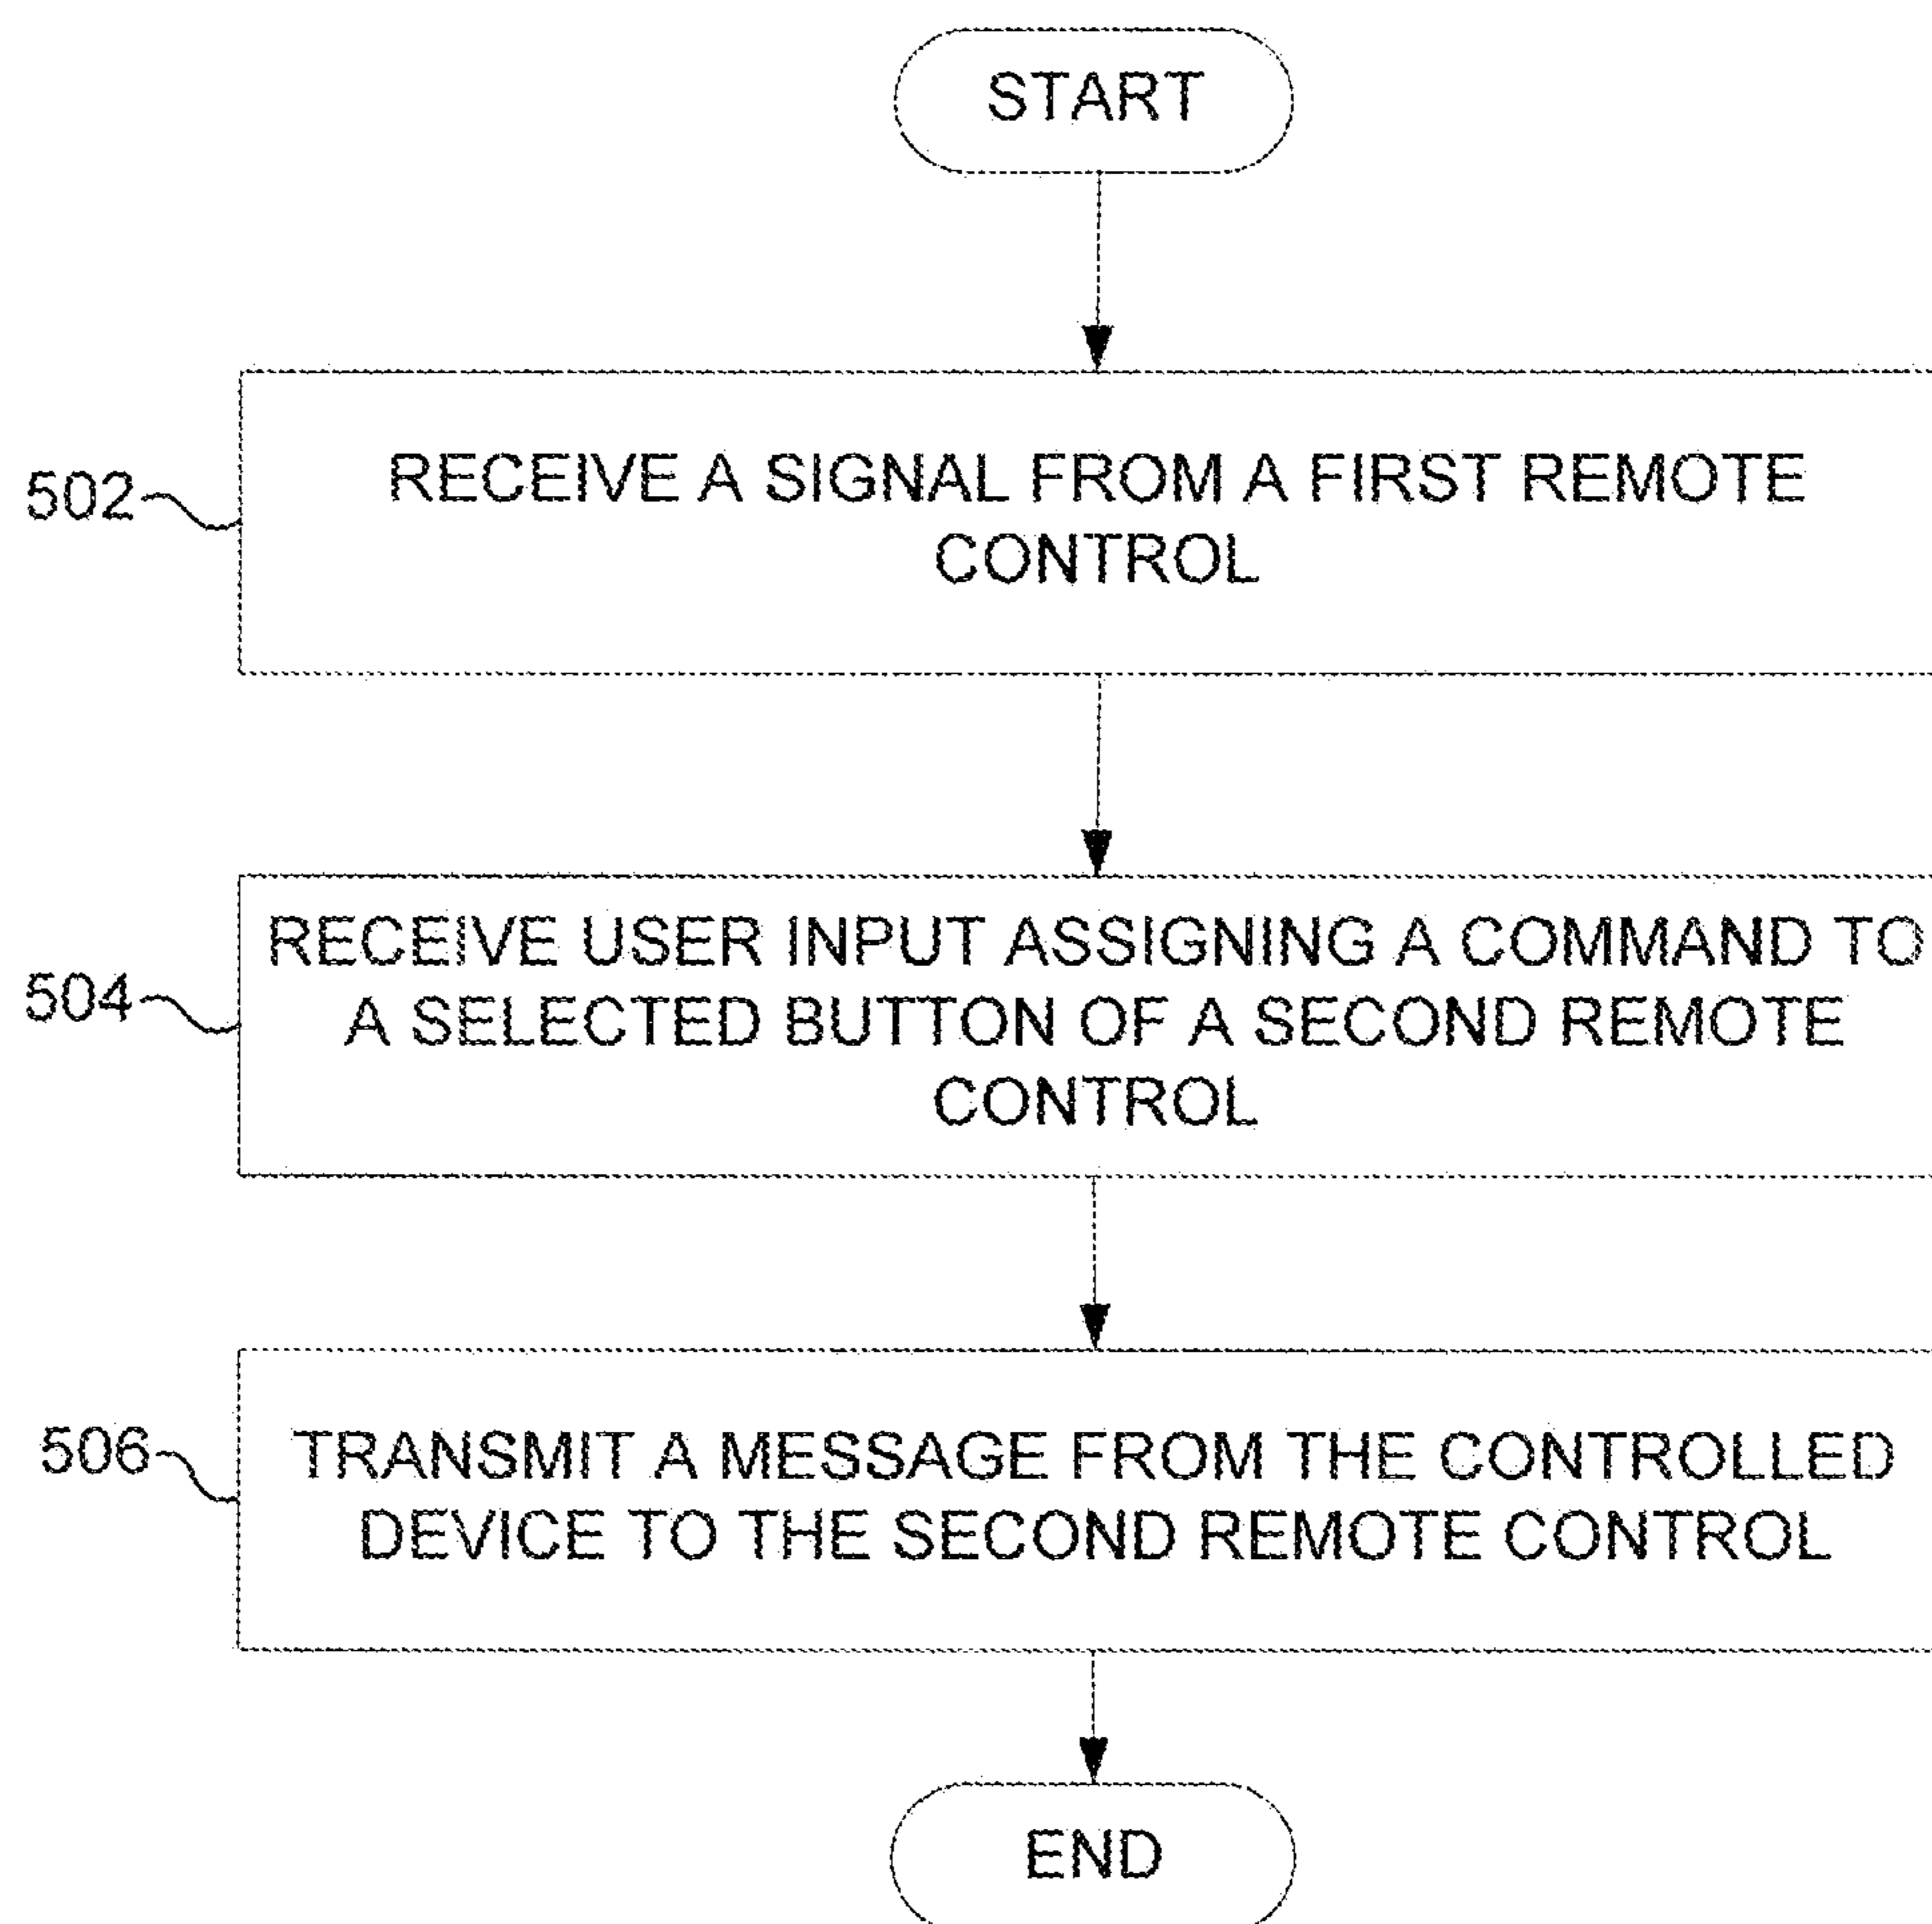 START
502
RECEIVE A SIGNAL FROM A FIRST REMOTE
CONTROL
504
RECEIVE USER INPUT ASSIGNING A COMMAND TO
A SELECTED BUTTON OF A SECOND REMOTE
CONTROL
506
TRANSMIT A MESSAGE FROM THE CONTROLLED
DEVICE TO THE SECOND REMOTE CONTROL
END